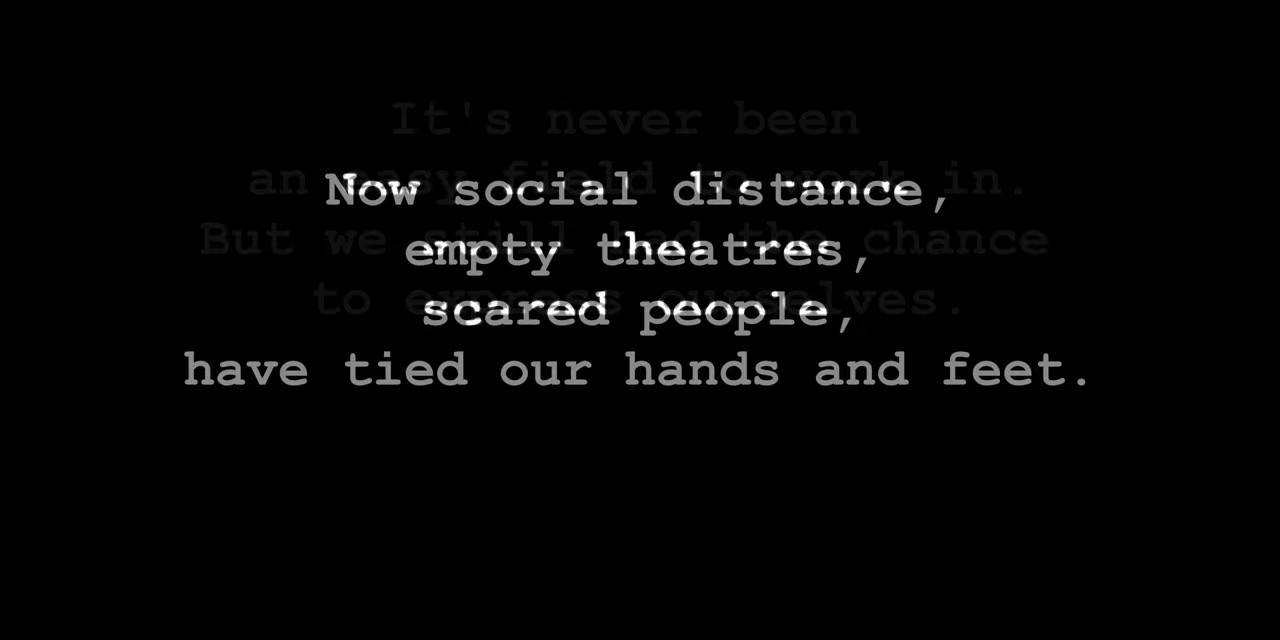 It's never been
an easy field to work in.
But we still had the chance
to express ourselves.
Now social distance,
empty theatres,
scared people,
have tied our hands and feet.